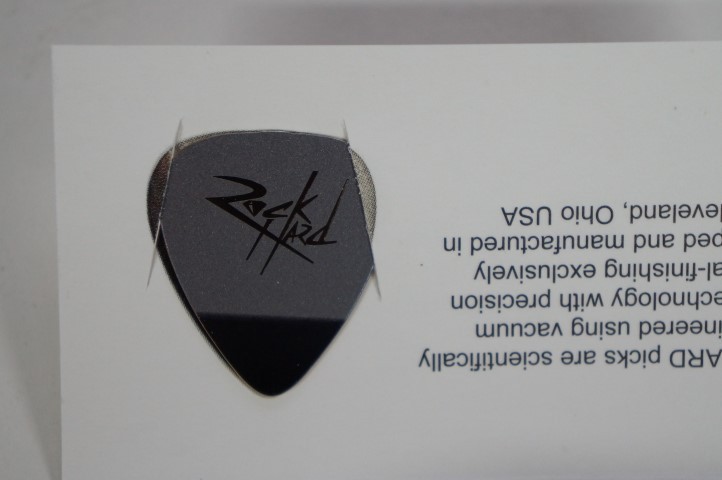 Rock
Hard
ARD picks are scientifically
ineered using vacuum
echnology with precision
al-finishing exclusively
ped and manufactured in
leveland, Ohio USA